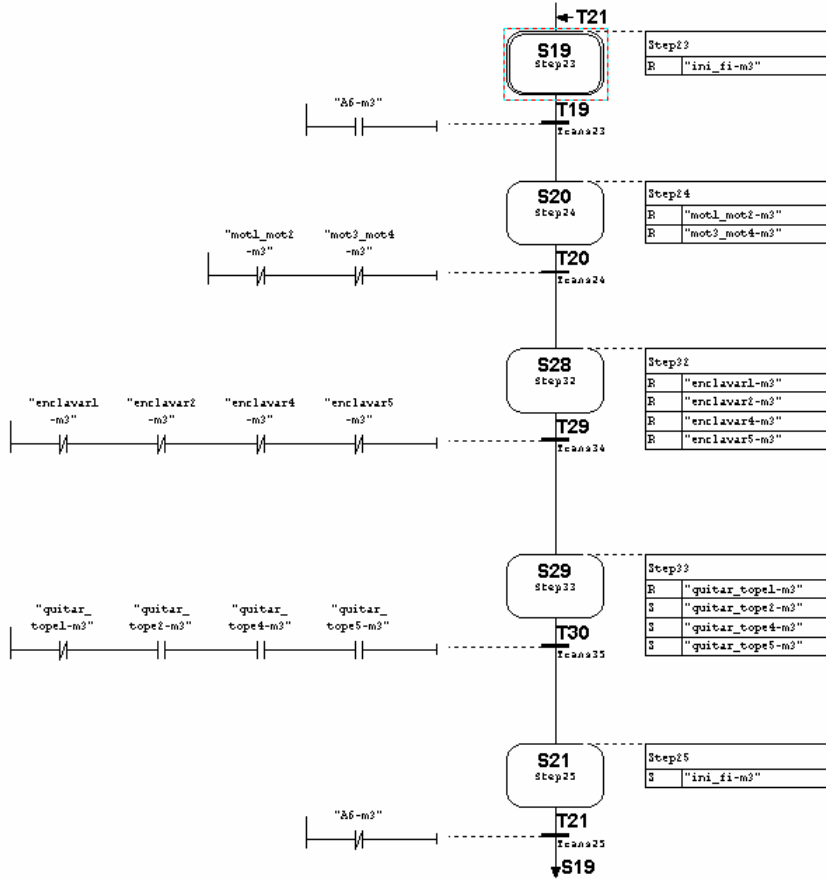 T21
S19
Step23
Step23
R "ini_fi-m3"
"A6-m3"
T19
Trans23
S20
Step24
Step24
R "mot1_mot2-m3"
R "mot3_mot4-m3"
"mot1_mot2
-m3"
"mot3_mot4
-m3"
T20
Trans24
S28
Step32
Step32
R "enclavar1-m3"
R "enclavar2-m3"
R "enclavar4-m3"
R "enclavar5-m3"
"enclavar1
-m3"
"enclavar2
-m3"
"enclavar4
-m3"
"enclavar5
-m3"
T29
Trans34
S29
Step33
Step33
R "quitar_tope1-m3"
S "quitar_tope2-m3"
S "quitar_tope4-m3"
S "quitar_tope5-m3"
"quitar_
tope1-m3"
"quitar_
tope2-m3"
"quitar_
tope4-m3"
"quitar_
tope5-m3"
T30
Trans35
S21
Step25
Step25
S "ini_fi-m3"
"A6-m3"
T21
Trans25
S19